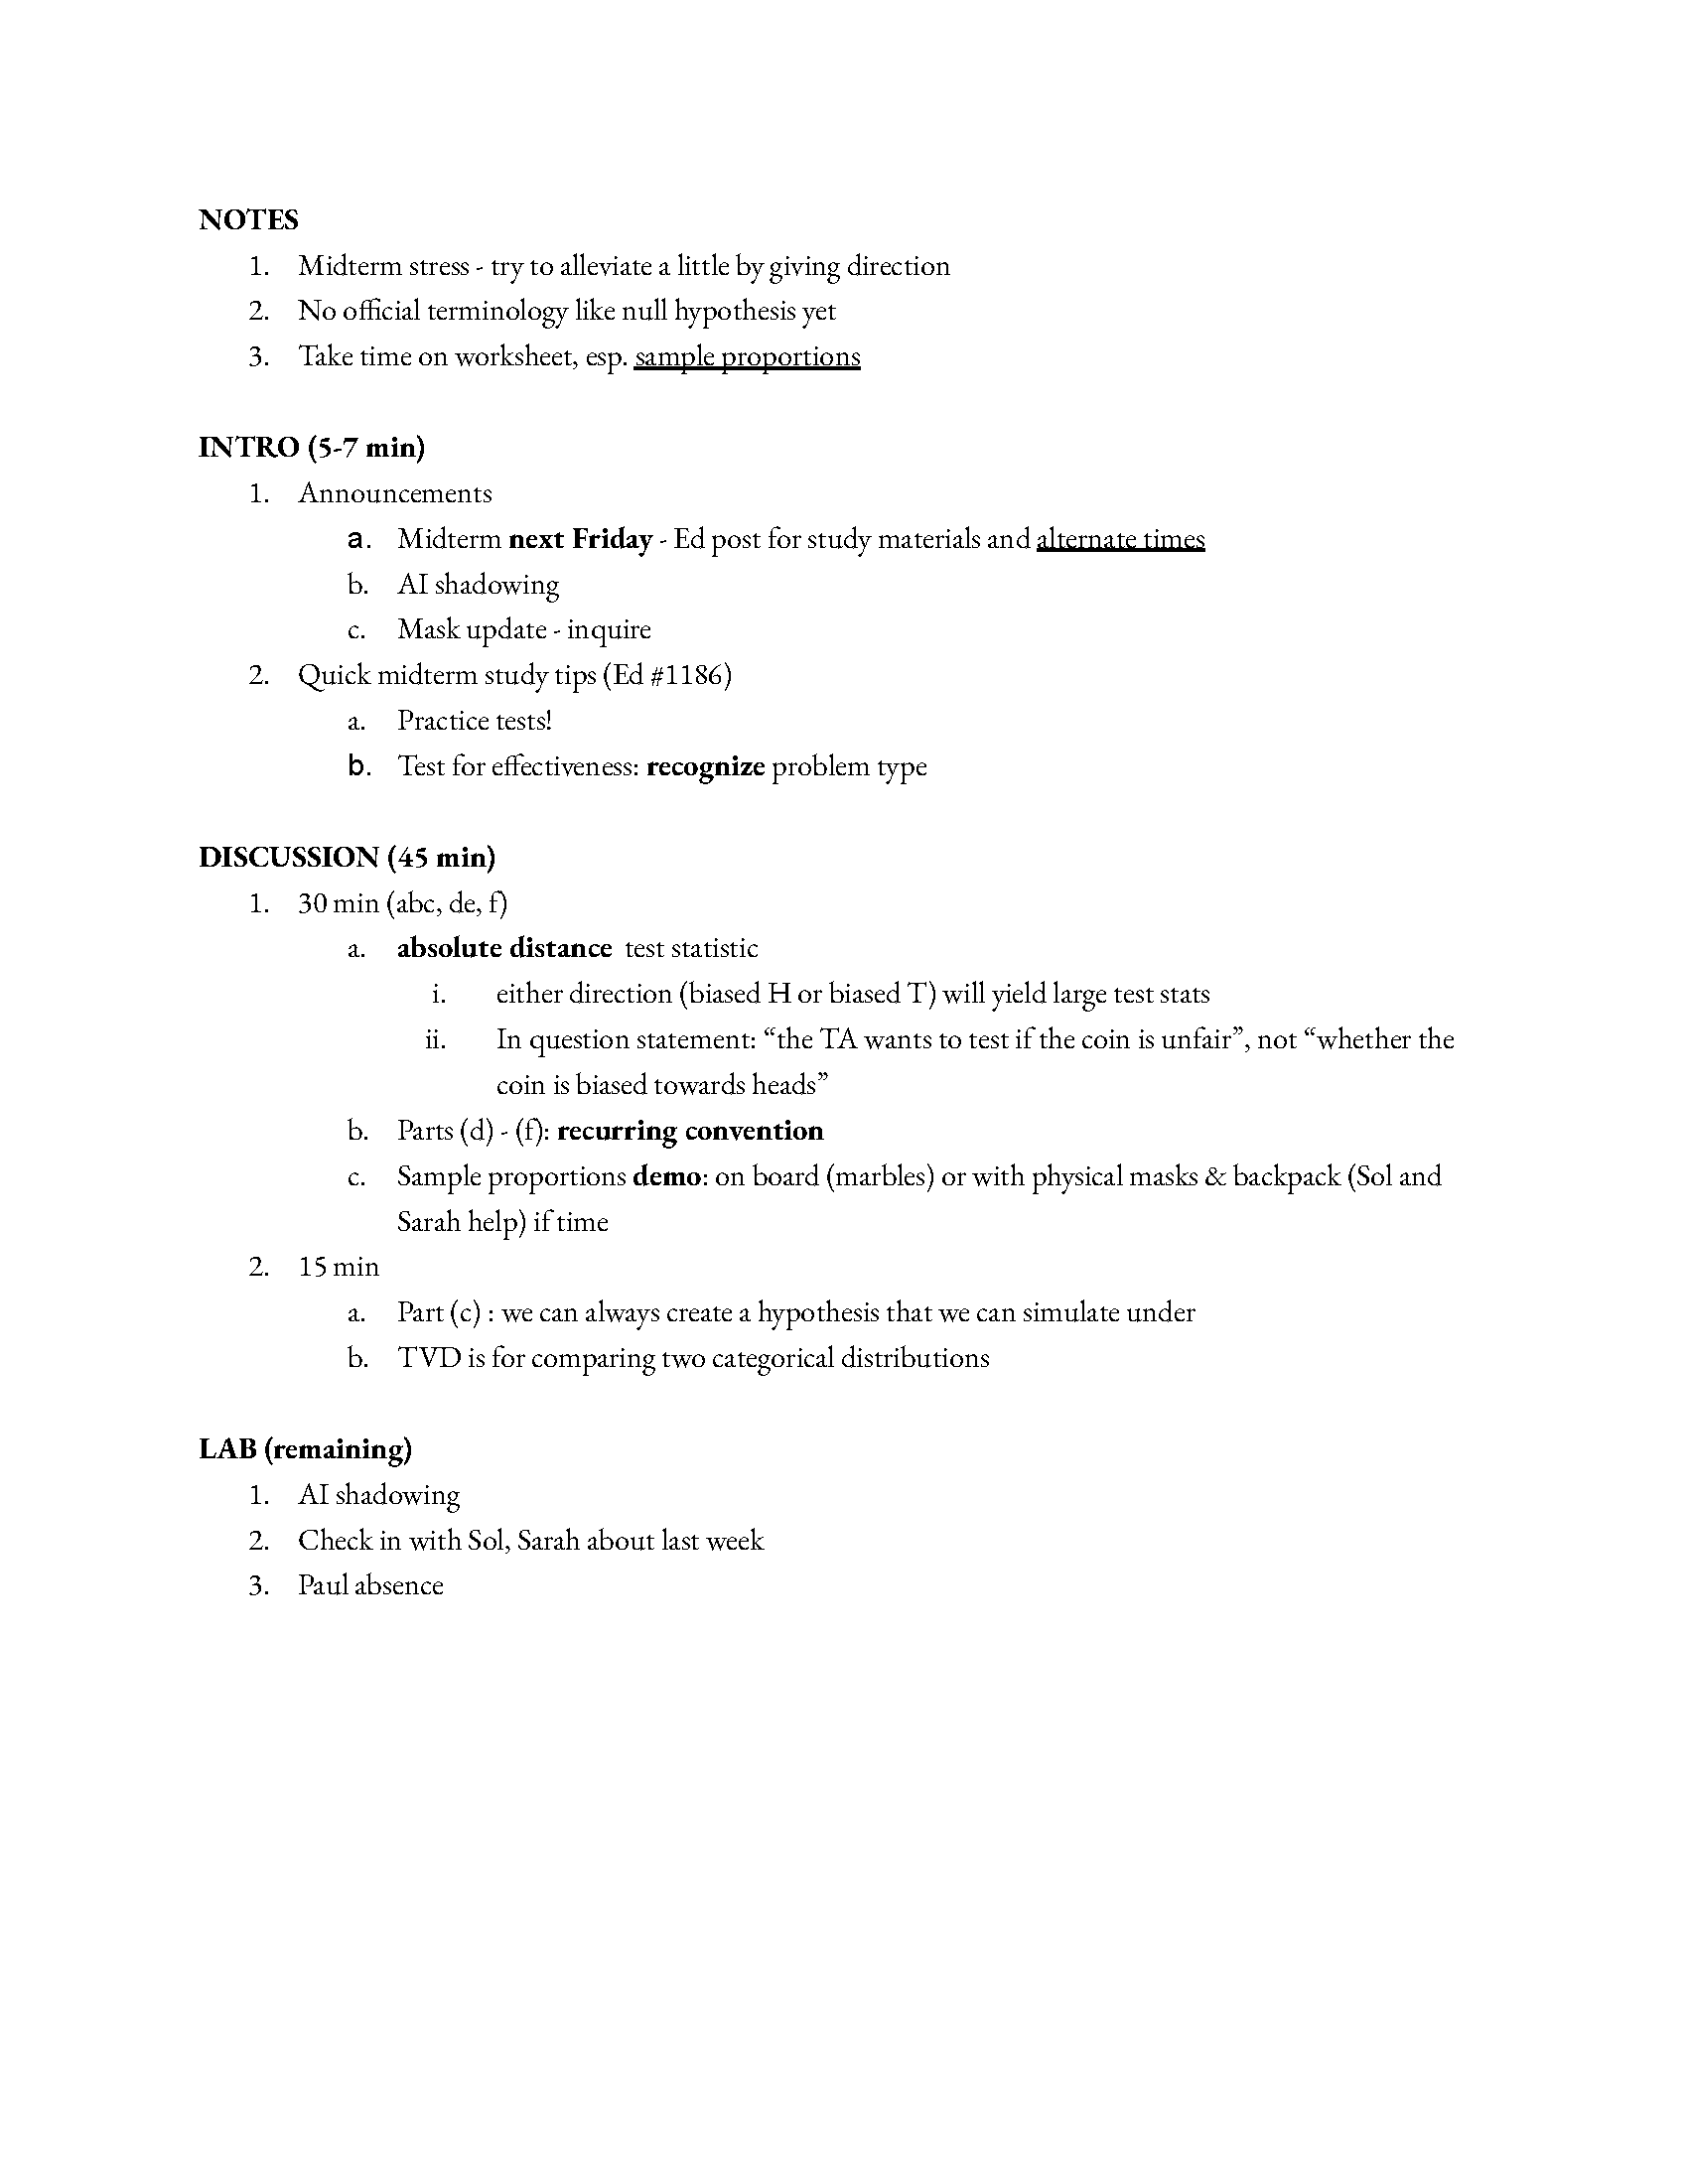 NOTES
1. Midterm stress - try to alleviate a little by giving direction
2. No official terminology like null hypothesis yet
3. Take time on worksheet, esp. sample proportions
INTRO (5-7 min)
1. Announcements
a. Midterm next Friday - Ed post for study materials and alternate times
b. AI shadowing
c. Mask update - inquire
2. Quick midterm study tips (Ed #1186)
a. Practice tests!
b. Test for effectiveness: recognize problem type
DISCUSSION (45 min)
1. 30 min (abc, de, f)
a. absolute distance test statistic
i. either direction (biased H or biased T) will yield large test stats
ii. In question statement: “the TA wants to test if the coin is unfair”, not “whether the
coin is biased towards heads”
b. Parts (d) - (f): recurring convention
c. Sample proportions demo: on board (marbles) or with physical masks & backpack (Sol and
Sarah help) if time
2. 15 min
a. Part (c) : we can always create a hypothesis that we can simulate under
b. TVD is for comparing two categorical distributions
LAB (remaining)
1. AI shadowing
2. Check in with Sol, Sarah about last week
3. Paul absence